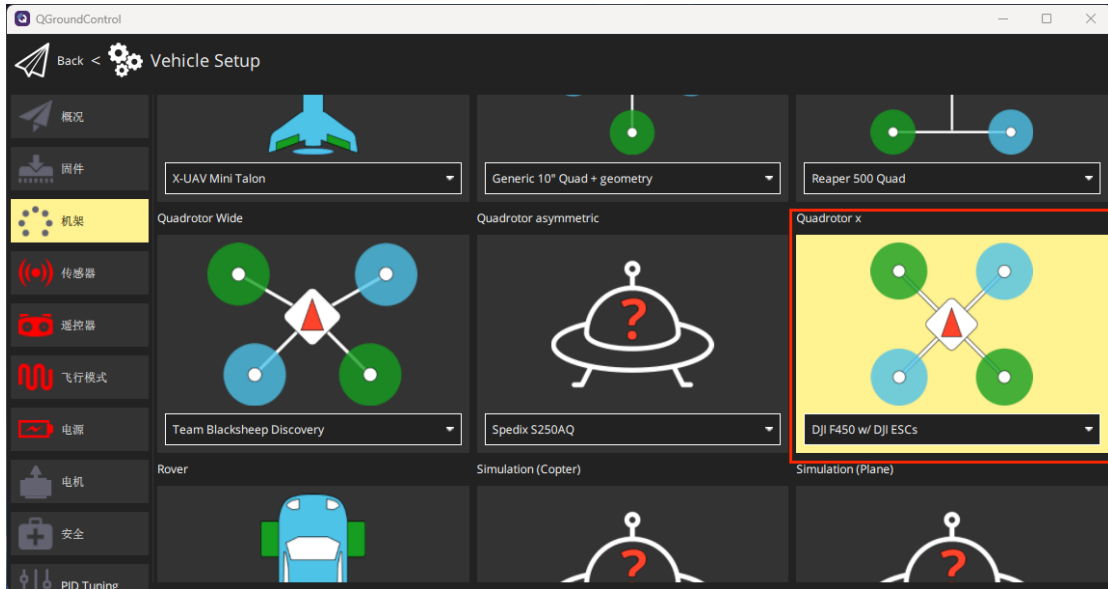 QGroundControl
Back < Vehicle Setup
概况
固件
机架
传感器
遥控器
飞行模式
电源
电机
安全
PID Tuning
X-UAV Mini Talon
Generic 10" Quad + geometry
Reaper 500 Quad
Quadrotor Wide
Quadrotor asymmetric
Quadrotor x
?
Team Blacksheep Discovery
Spedix S250AQ
DJI F450 w/ DJI ESCs
Rover
Simulation (Copter)
Simulation (Plane)
?
?